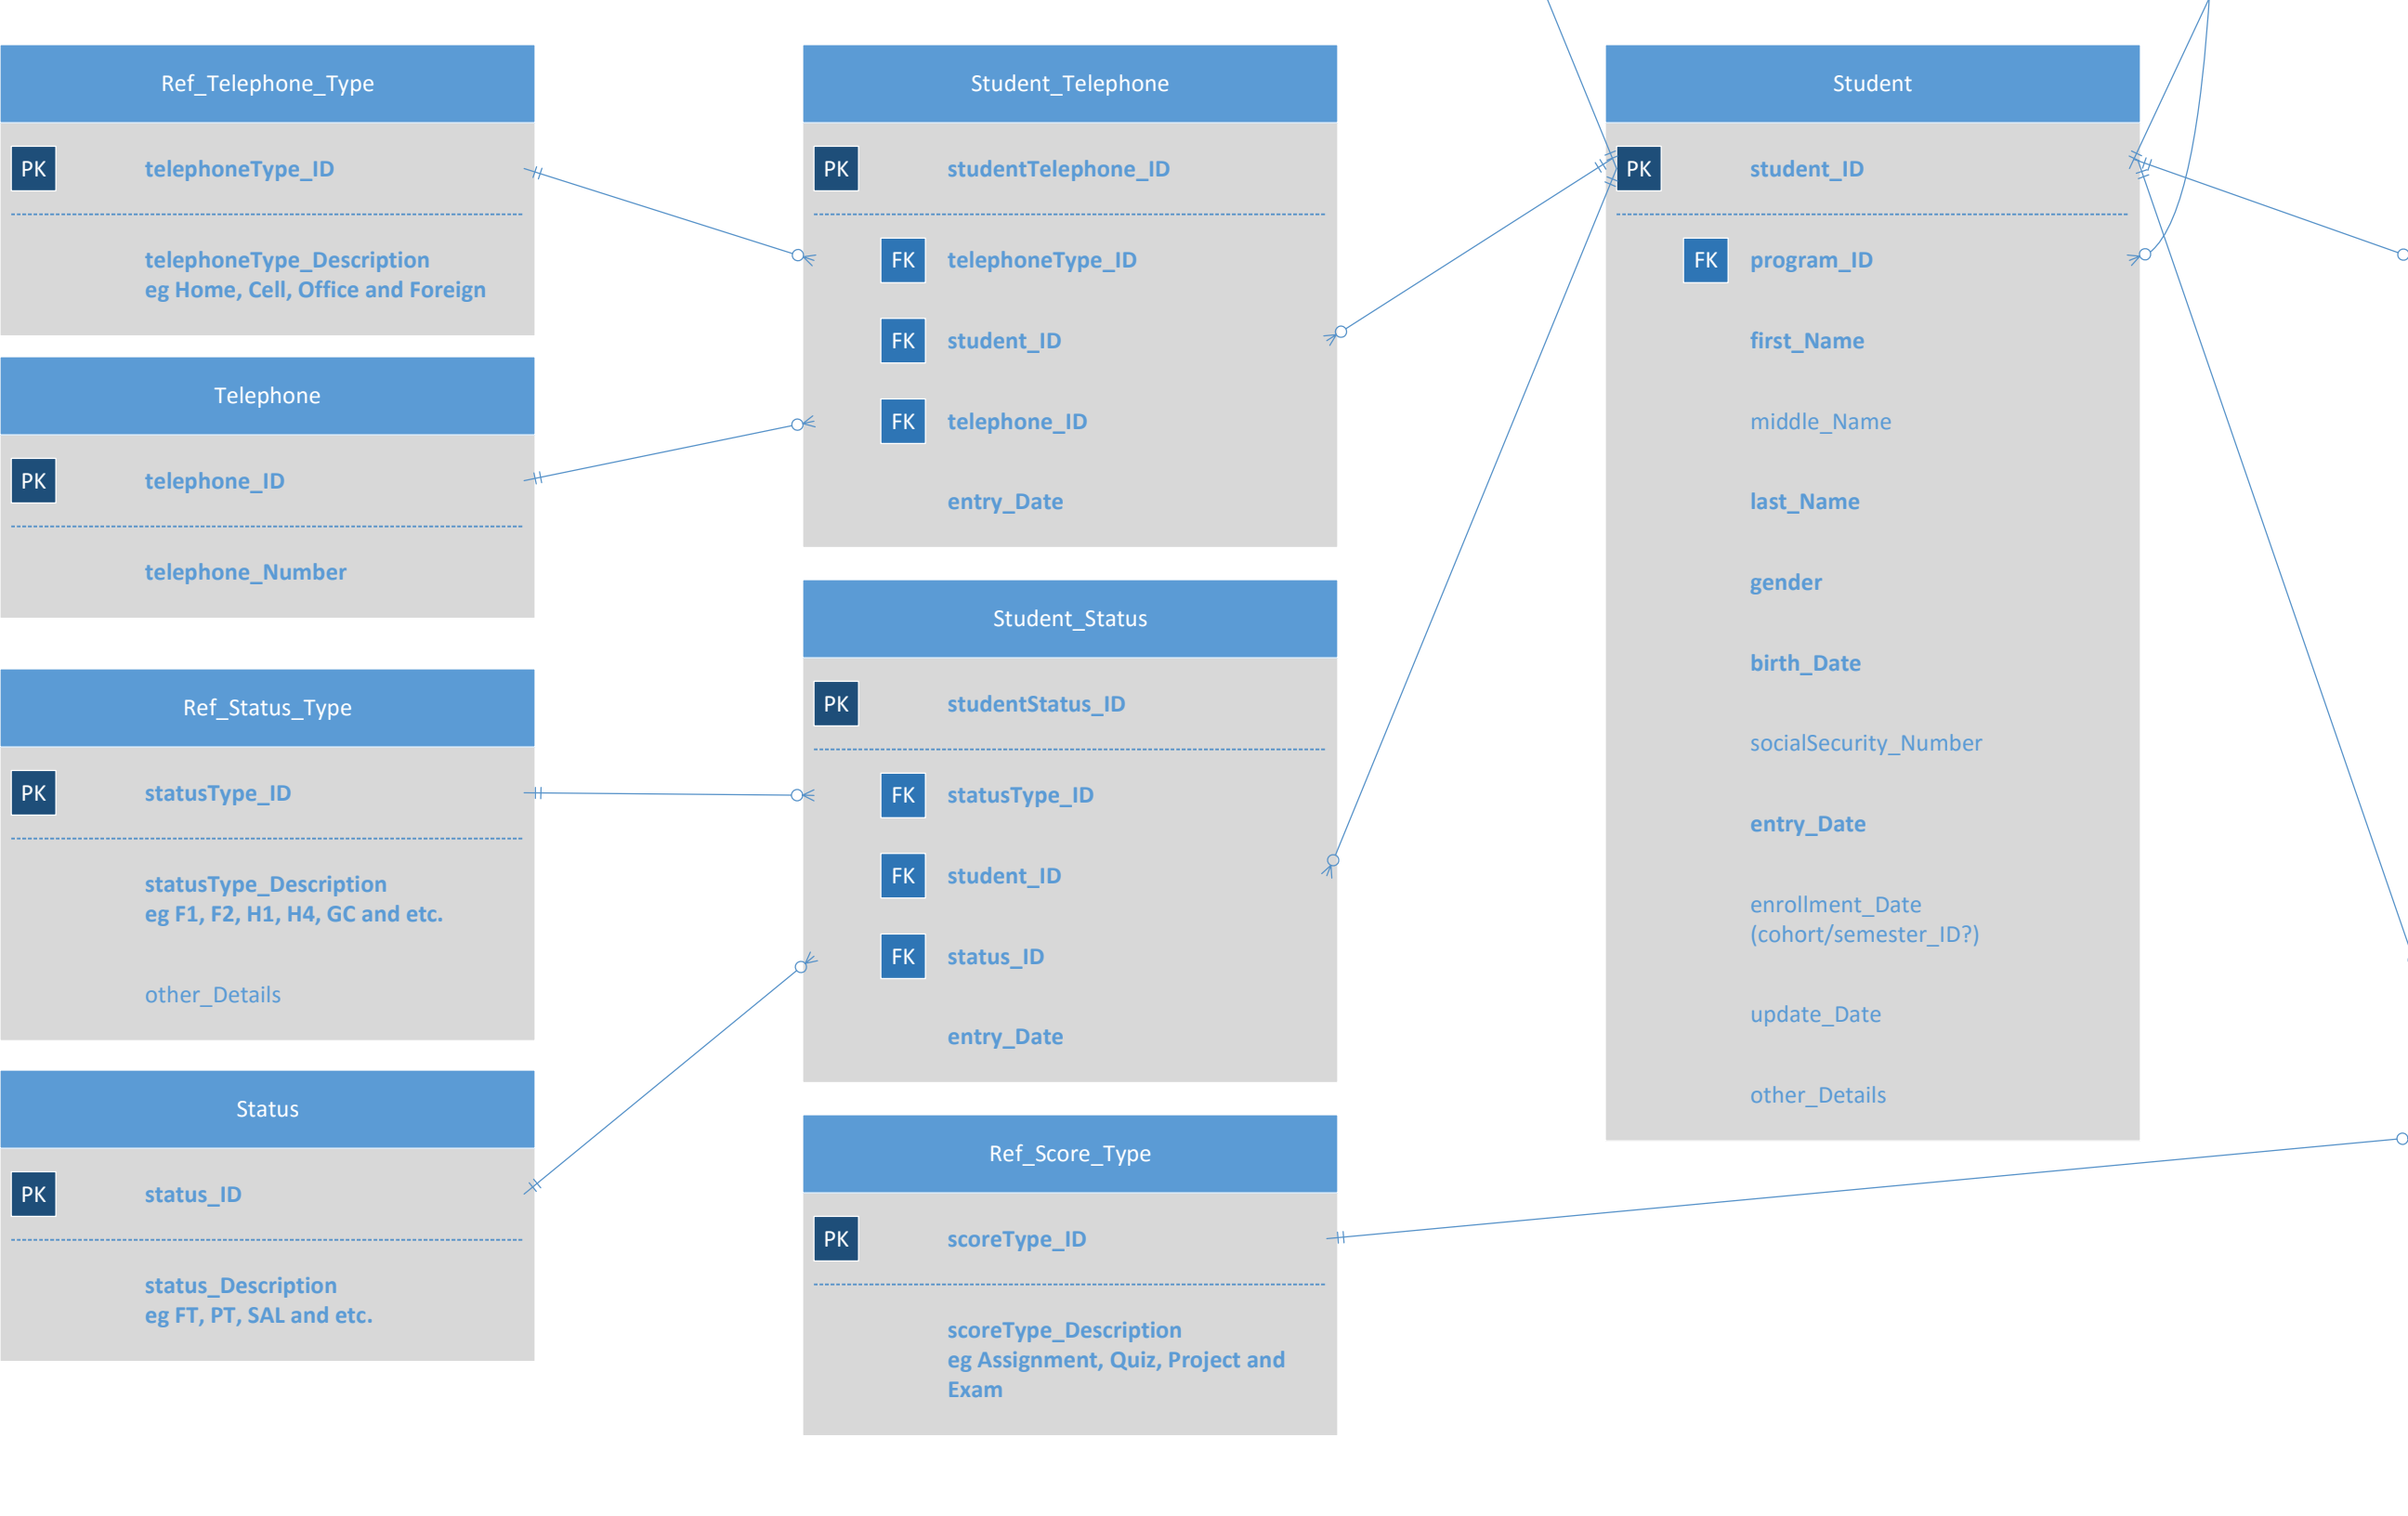 Ref_Telephone_Type
PK
telephoneType_ID
telephoneType_Description
eg Home, Cell, Office and Foreign
Telephone
PK
telephone_ID
telephone_Number
Ref_Status_Type
PK
statusType_ID
statusType_Description
eg F1, F2, H1, H4, GC and etc.
other_Details
Status
PK
status_ID
status_Description
eg FT, PT, SAL and etc.
Student_Telephone
PK
studentTelephone_ID
FK
telephoneType_ID
FK
student_ID
FK
telephone_ID
entry_Date
Student_Status
PK
studentStatus_ID
FK
statusType_ID
FK
student_ID
FK
status_ID
entry_Date
Ref_Score_Type
PK
scoreType_ID
scoreType_Description
eg Assignment, Quiz, Project and
Exam
Student
PK
student_ID
FK
program_ID
first_Name
middle_Name
last_Name
gender
birth_Date
socialSecurity_Number
entry_Date
enrollment_Date
(cohort/semester_ID?)
update_Date
other_Details